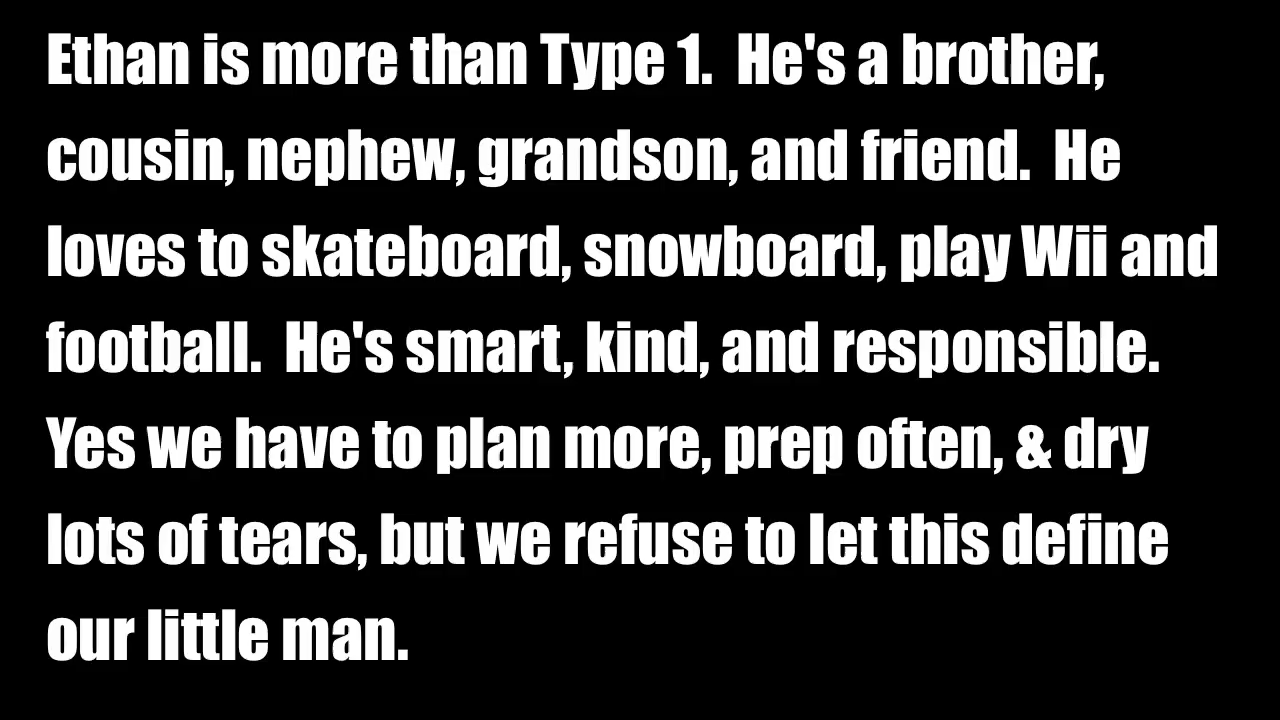 Ethan is more than Type 1.  He's a brother,
cousin, nephew, grandson, and friend.  He
loves to skateboard, snowboard, play Wii and
football.  He's smart, kind, and responsible.
Yes we have to plan more, prep often, & dry
lots of tears, but we refuse to let this define
our little man.